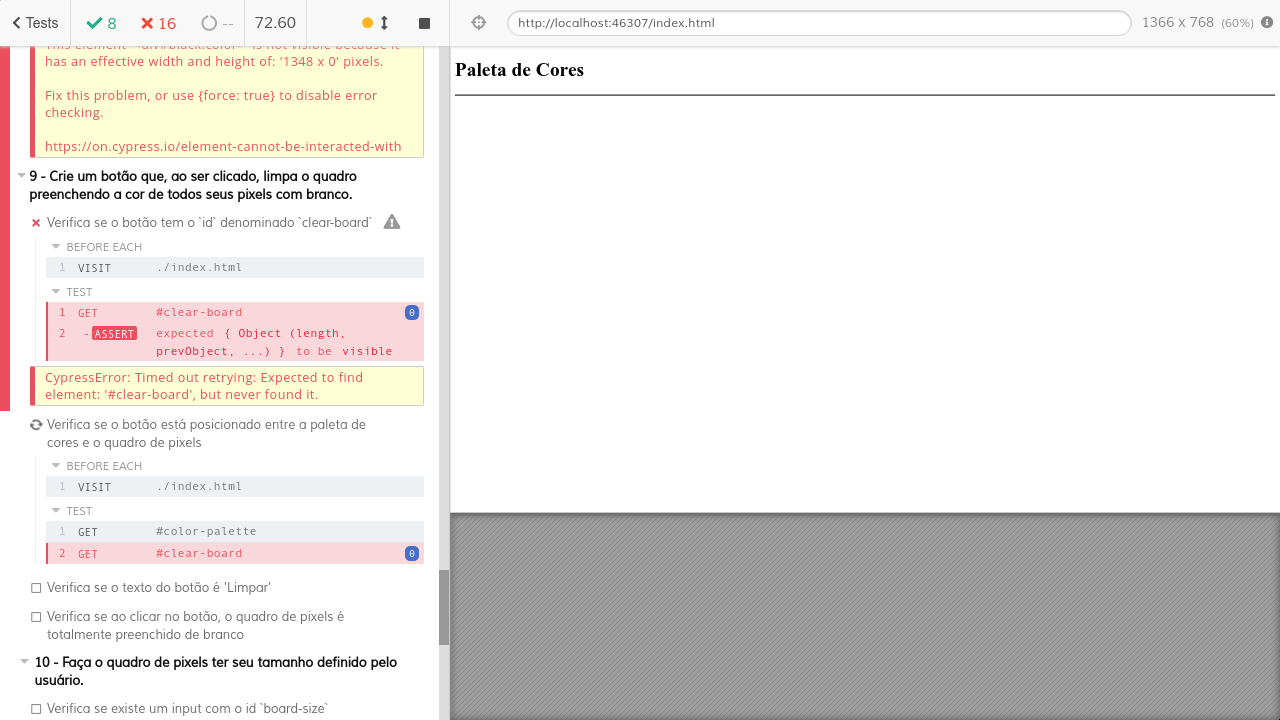 Tests
8
16
--
72.60
http://localhost:46307/index.html
1366 x 768 (60%)
This element
is not visible because it
has an effective width and height of: '1348 x 0' pixels.
Fix this problem, or use {force: true} to disable error
checking.
https://on.cypress.io/element-cannot-be-interacted-with
9 - Crie um botão que, ao ser clicado, limpa o quadro
preenchendo a cor de todos seus pixels com branco.
Verifica se o botão tem o `id` denominado `clear-board`
BEFORE EACH
1 VISIT ./index.html
TEST
1 GET #clear-board 0
2 -ASSERT expected { Object (length,
prevObject, ...) } to be visible
CypressError: Timed out retrying: Expected to find
element: '#clear-board', but never found it.
Verifica se o botão está posicionado entre a paleta de
cores e o quadro de pixels
BEFORE EACH
1 VISIT ./index.html
TEST
1 GET #color-palette
2 GET #clear-board 0
Verifica se o texto do botão é 'Limpar'
Verifica se ao clicar no botão, o quadro de pixels é
totalmente preenchido de branco
10 - Faça o quadro de pixels ter seu tamanho definido pelo
usuário.
Verifica se existe um input com o id `board-size`
Paleta de Cores